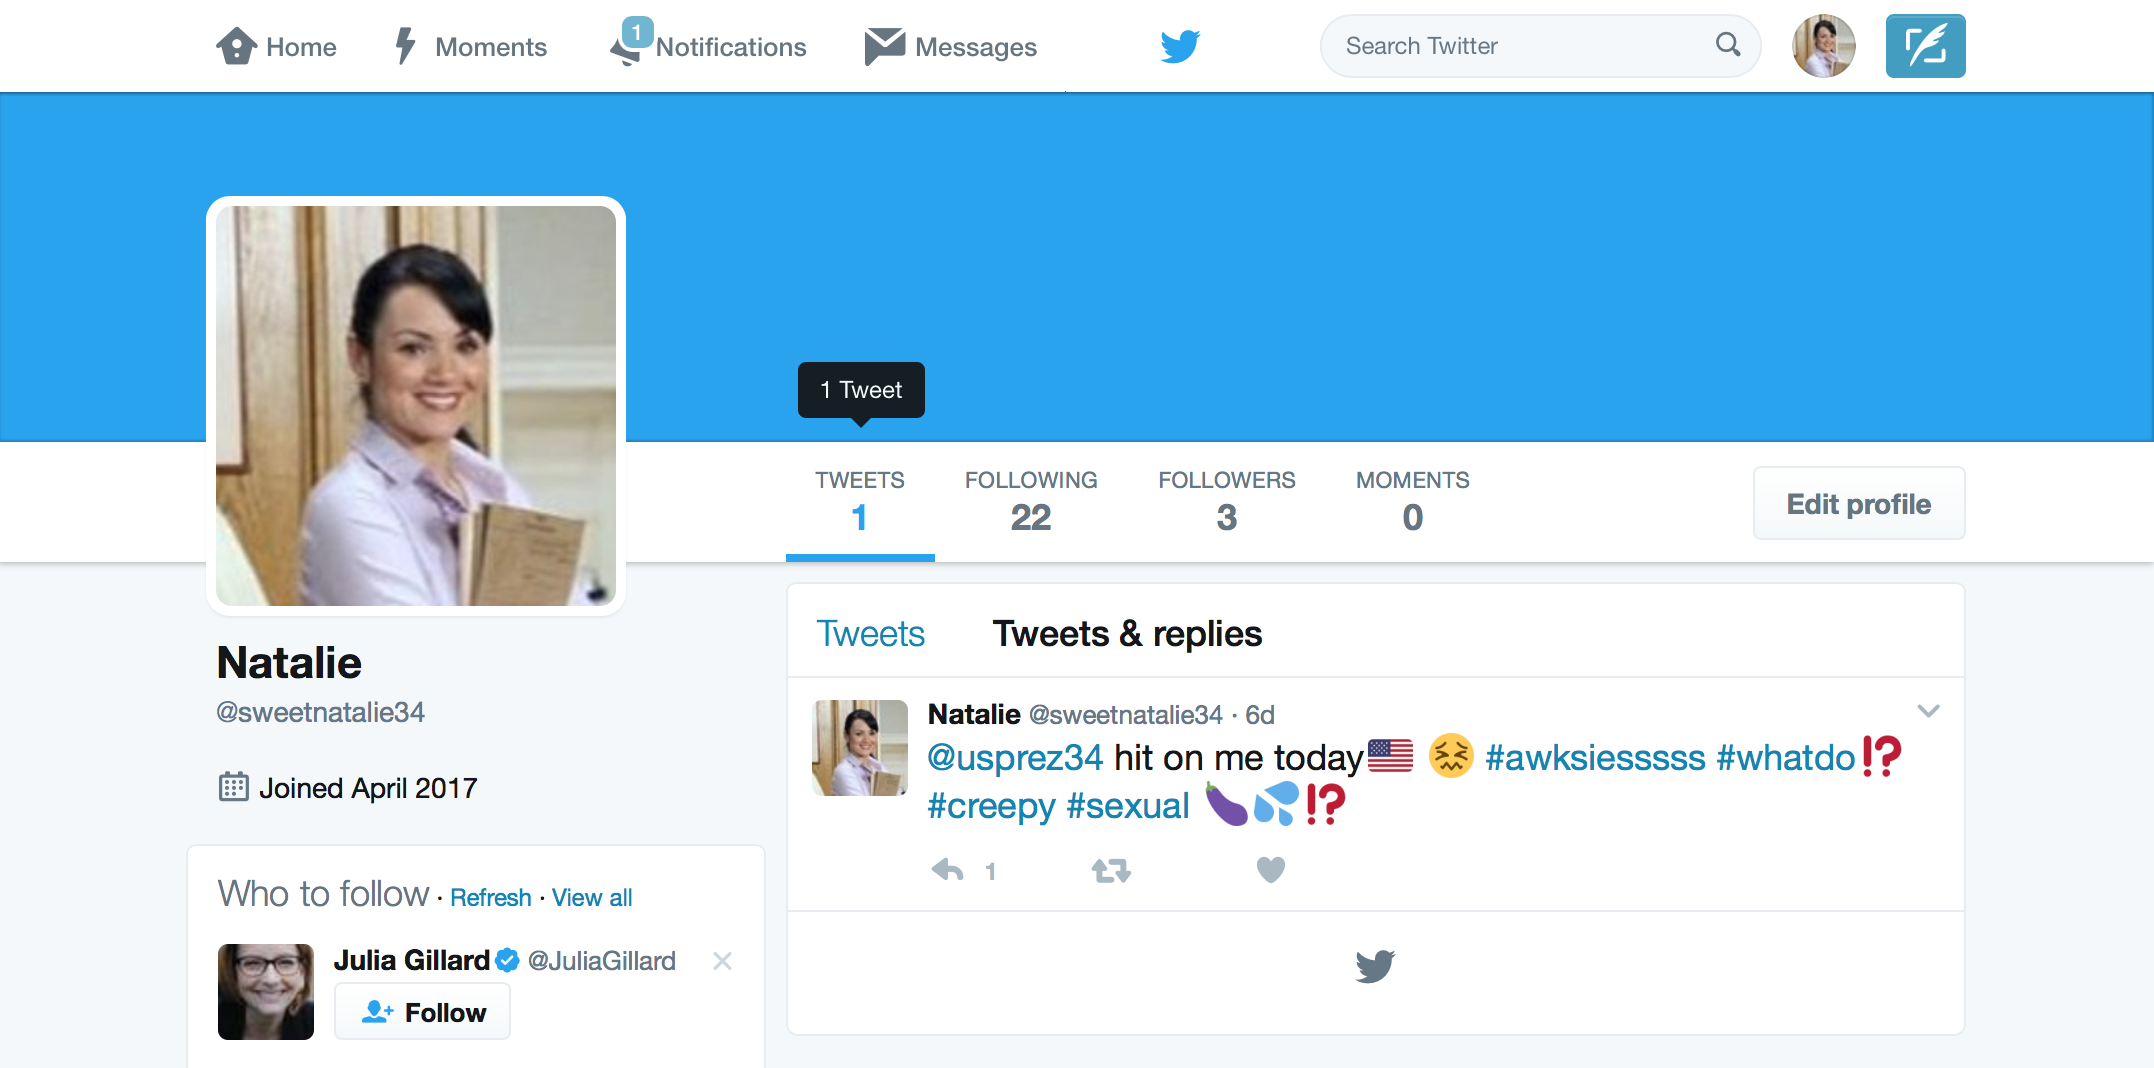 Home Moments 1 Notifications Messages Search Twitter
1 Tweet
TWEETS FOLLOWING FOLLOWERS MOMENTS
1 22 3 0
Edit profile
Natalie
@sweetnatalie34
Joined April 2017
Who to follow · Refresh · View all
Julia Gillard @JuliaGillard
Follow
Tweets Tweets & replies
Natalie @sweetnatalie34 · 6d
@usprez34 hit on me today🇺🇸 😖 #awksiesssss #whatdo⁉️
#creepy #sexual 🍆💦⁉️
1